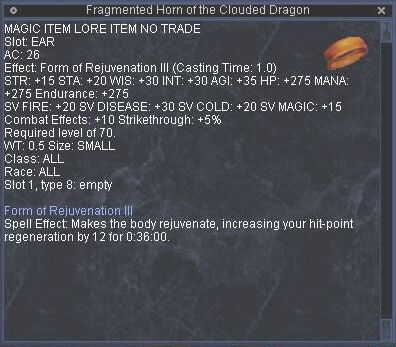 Fragmented Horn of the Clouded Dragon
MAGIC ITEM LORE ITEM NO TRADE
Slot: EAR
AC: 26
Effect: Form of Rejuvenation III (Casting Time: 1.0)
STR: +15 STA: +20 WIS: +30 INT: +30 AGI: +35 HP: +275 MANA:
+275 Endurance: +275
SV FIRE: +20 SV DISEASE: +30 SV COLD: +20 SV MAGIC: +15
Combat Effects: +10 Strikethrough: +5%
Required level of 70.
WT: 0.5 Size: SMALL
Class: ALL
Race: ALL
Slot 1, type 8: empty
Form of Rejuvenation III
Spell Effect: Makes the body rejuvenate, increasing your hit-point
regeneration by 12 for 0:36:00.